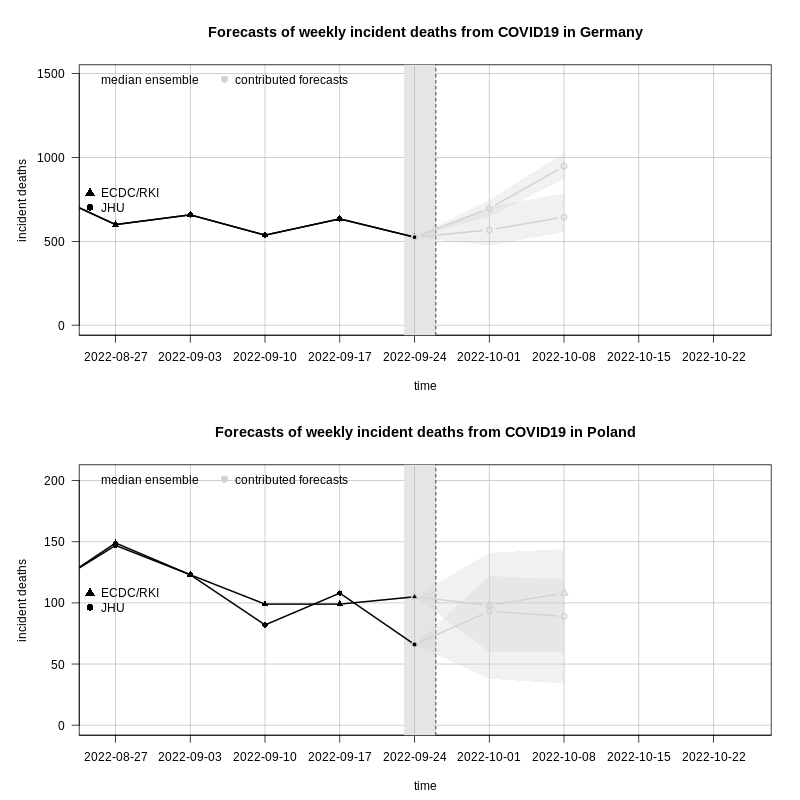 Forecasts of weekly incident deaths from COVID19 in Germany
median ensemble contributed forecasts
1500
1000
500
0
incident deaths
ECDC/RKI
JHU
2022-08-27 2022-09-03 2022-09-10 2022-09-17 2022-09-24 2022-10-01 2022-10-08 2022-10-15 2022-10-22
time
Forecasts of weekly incident deaths from COVID19 in Poland
median ensemble contributed forecasts
200
150
100
50
0
incident deaths
ECDC/RKI
JHU
2022-08-27 2022-09-03 2022-09-10 2022-09-17 2022-09-24 2022-10-01 2022-10-08 2022-10-15 2022-10-22
time